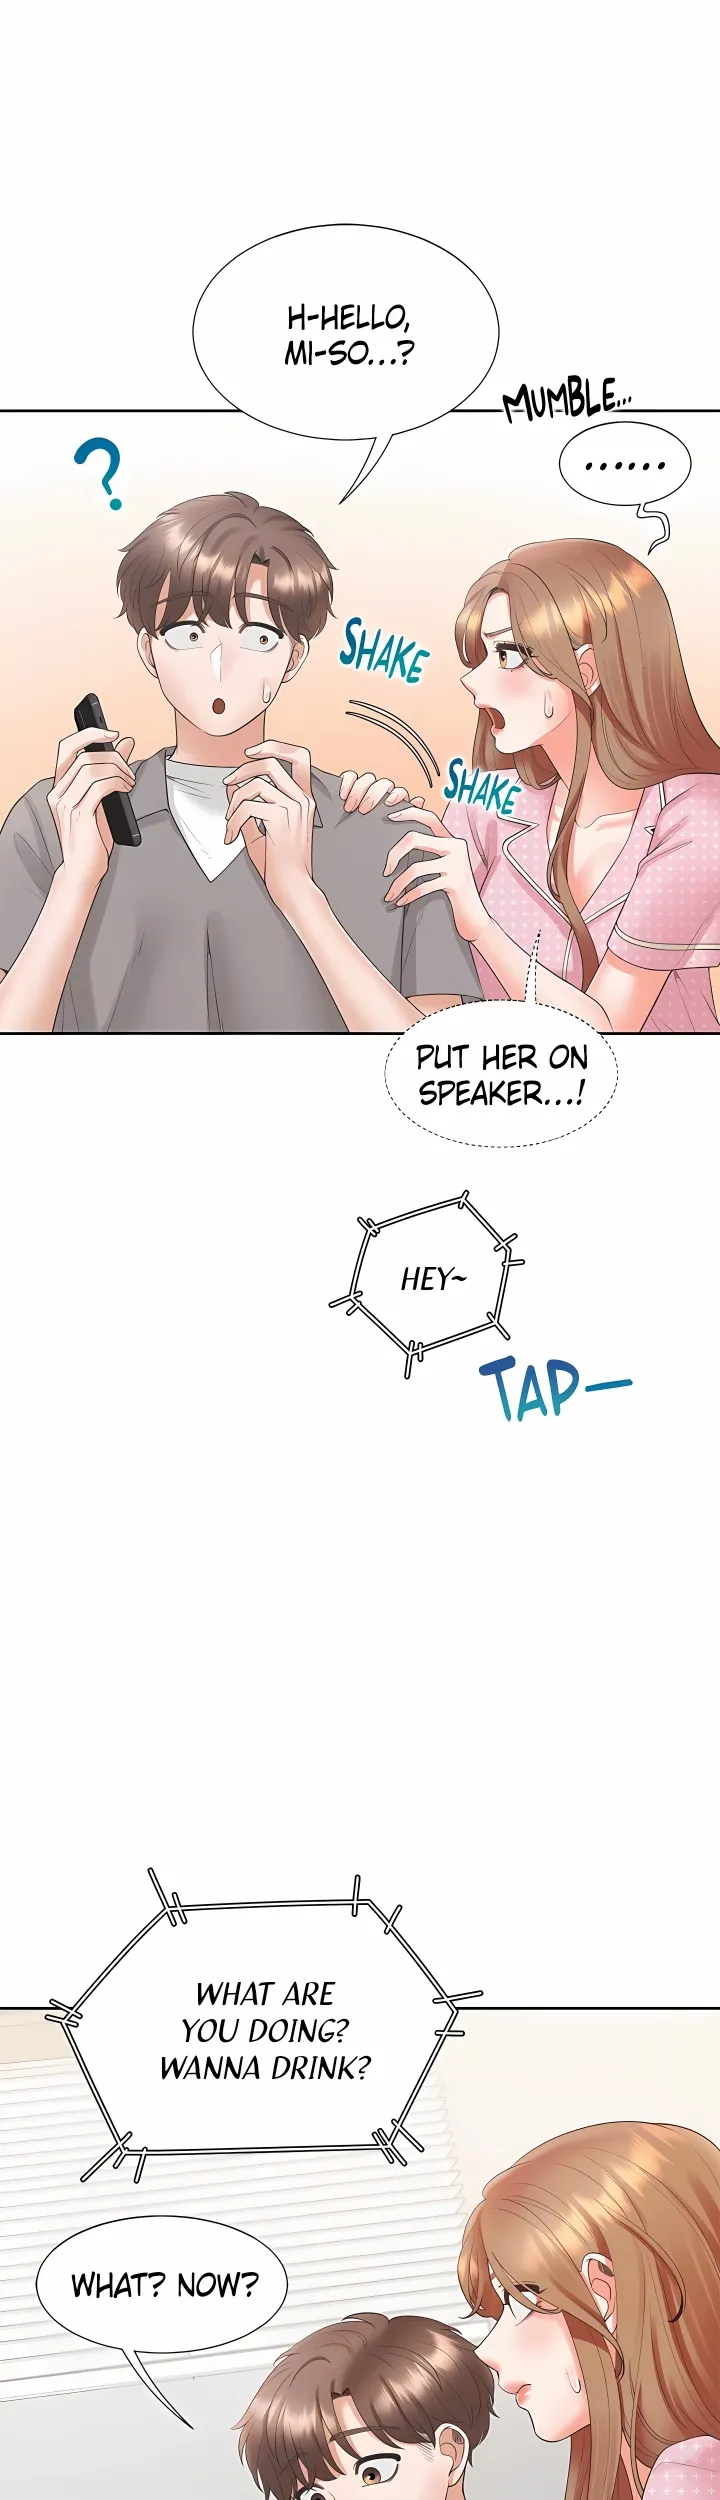 H-HELLO,
MI-SO...?
MUMBLE...
......
?
SHAKE
SHAKE
PUT HER ON
SPEAKER...!
HEY~
TAP—
WHAT ARE
YOU DOING?
WANNA DRINK?
WHAT? NOW?